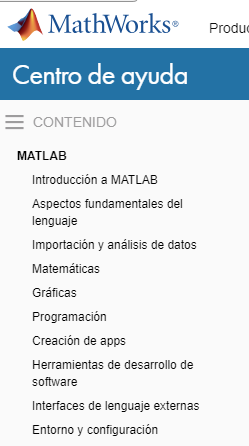 MathWorks®
Produc
Centro de ayuda
CONTENIDO
MATLAB
Introducción a MATLAB
Aspectos fundamentales del
lenguaje
Importación y análisis de datos
Matemáticas
Gráficas
Programación
Creación de apps
Herramientas de desarrollo de
software
Interfaces de lenguaje externas
Entorno y configuración